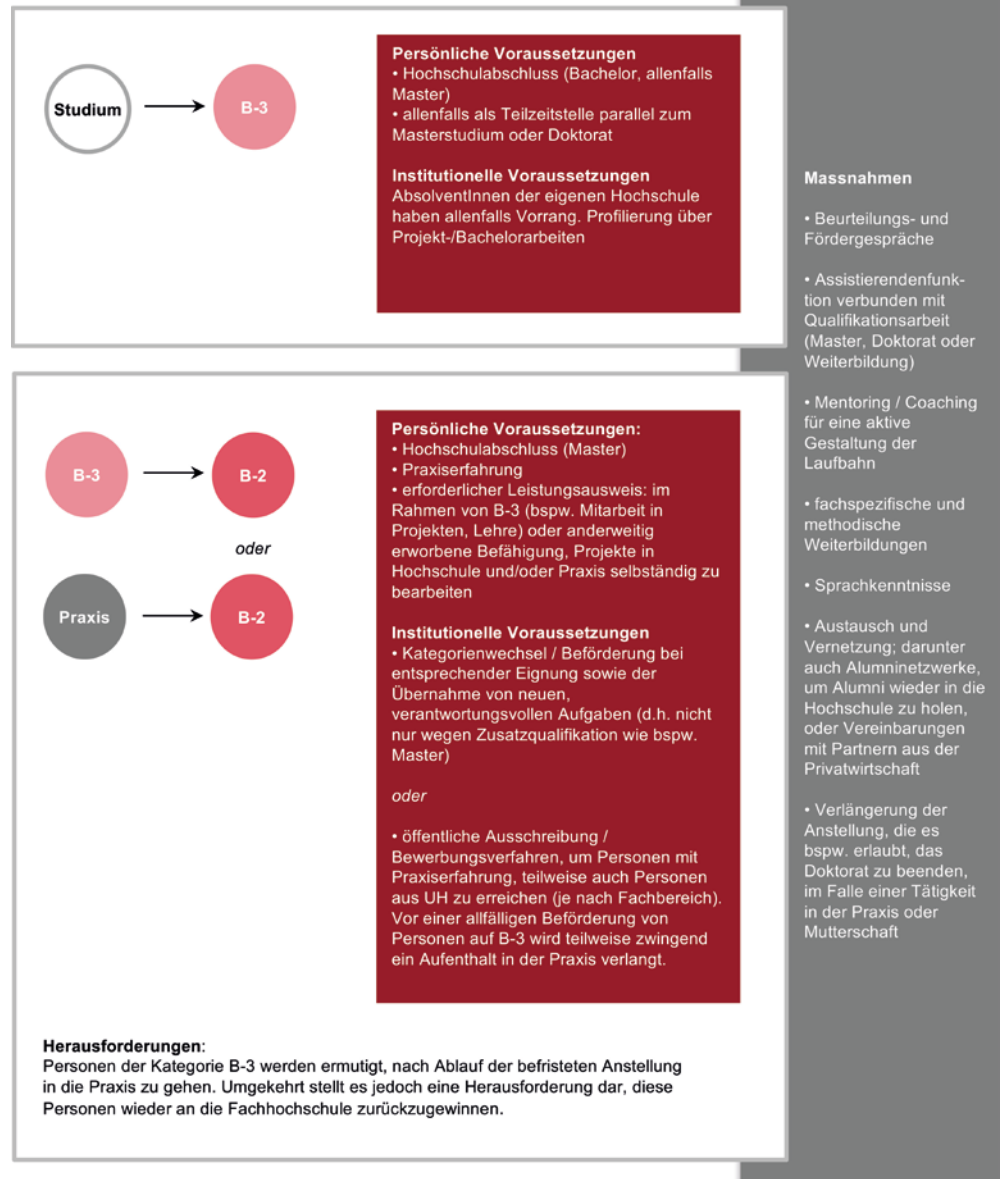 Studium
B-3
Persönliche Voraussetzungen
• Hochschulabschluss (Bachelor, allenfalls
Master)
• allenfalls als Teilzeitstelle parallel zum
Masterstudium oder Doktorat
Institutionelle Voraussetzungen
AbsolventInnen der eigenen Hochschule
haben allenfalls Vorrang. Profilierung über
Projekt-/Bachelorarbeiten
B-3
B-2
oder
Praxis
B-2
Persönliche Voraussetzungen:
• Hochschulabschluss (Master)
• Praxiserfahrung
• erforderlicher Leistungsausweis: im
Rahmen von B-3 (bspw. Mitarbeit in
Projekten, Lehre) oder anderweitig
erworbene Befähigung, Projekte in
Hochschule und/oder Praxis selbständig zu
bearbeiten
Institutionelle Voraussetzungen
• Kategorienwechsel / Beförderung bei
entsprechender Eignung sowie der
Übernahme von neuen,
verantwortungsvollen Aufgaben (d.h. nicht
nur wegen Zusatzqualifikation wie bspw.
Master)
oder
• öffentliche Ausschreibung /
Bewerbungsverfahren, um Personen mit
Praxiserfahrung, teilweise auch Personen
aus UH zu erreichen (je nach Fachbereich).
Vor einer allfälligen Beförderung von
Personen auf B-3 wird teilweise zwingend
ein Aufenthalt in der Praxis verlangt.
Herausforderungen:
Personen der Kategorie B-3 werden ermutigt, nach Ablauf der befristeten Anstellung
in die Praxis zu gehen. Umgekehrt stellt es jedoch eine Herausforderung dar, diese
Personen wieder an die Fachhochschule zurückzugewinnen.
Massnahmen
• Beurteilungs- und
Fördergespräche
• Assistierendenfunk-
tion verbunden mit
Qualifikationsarbeit
(Master, Doktorat oder
Weiterbildung)
• Mentoring / Coaching
für eine aktive
Gestaltung der
Laufbahn
• fachspezifische und
methodische
Weiterbildungen
• Sprachkenntnisse
• Austausch und
Vernetzung; darunter
auch Alumninetzwerke,
um Alumni wieder in die
Hochschule zu holen,
oder Vereinbarungen
mit Partnern aus der
Privatwirtschaft
• Verlängerung der
Anstellung, die es
bspw. erlaubt, das
Doktorat zu beenden,
im Falle einer Tätigkeit
in der Praxis oder
Mutterschaft